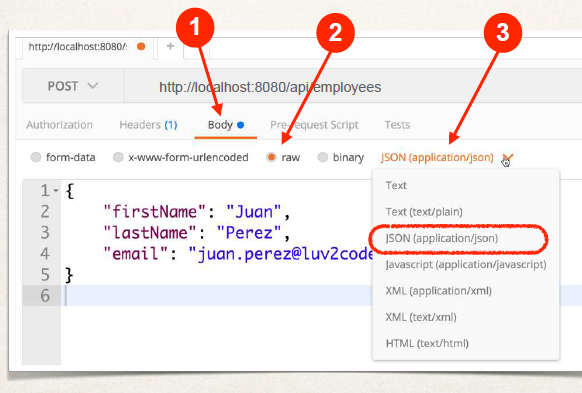 1 2 3
http://localhost:8080/: +
POST http://localhost:8080/api/employees
Authorization Headers (1) Body Pre-request Script Tests
form-data x-www-form-urlencoded raw binary JSON (application/json)
Text
1 {
Text (text/plain)
2 "firstName": "Juan",
JSON (application/json)
3 "lastName": "Perez",
4 "email": "juan.perez@luv2code
Javascript (application/javascript)
5 }
XML (application/xml)
6
XML (text/xml)
HTML (text/html)